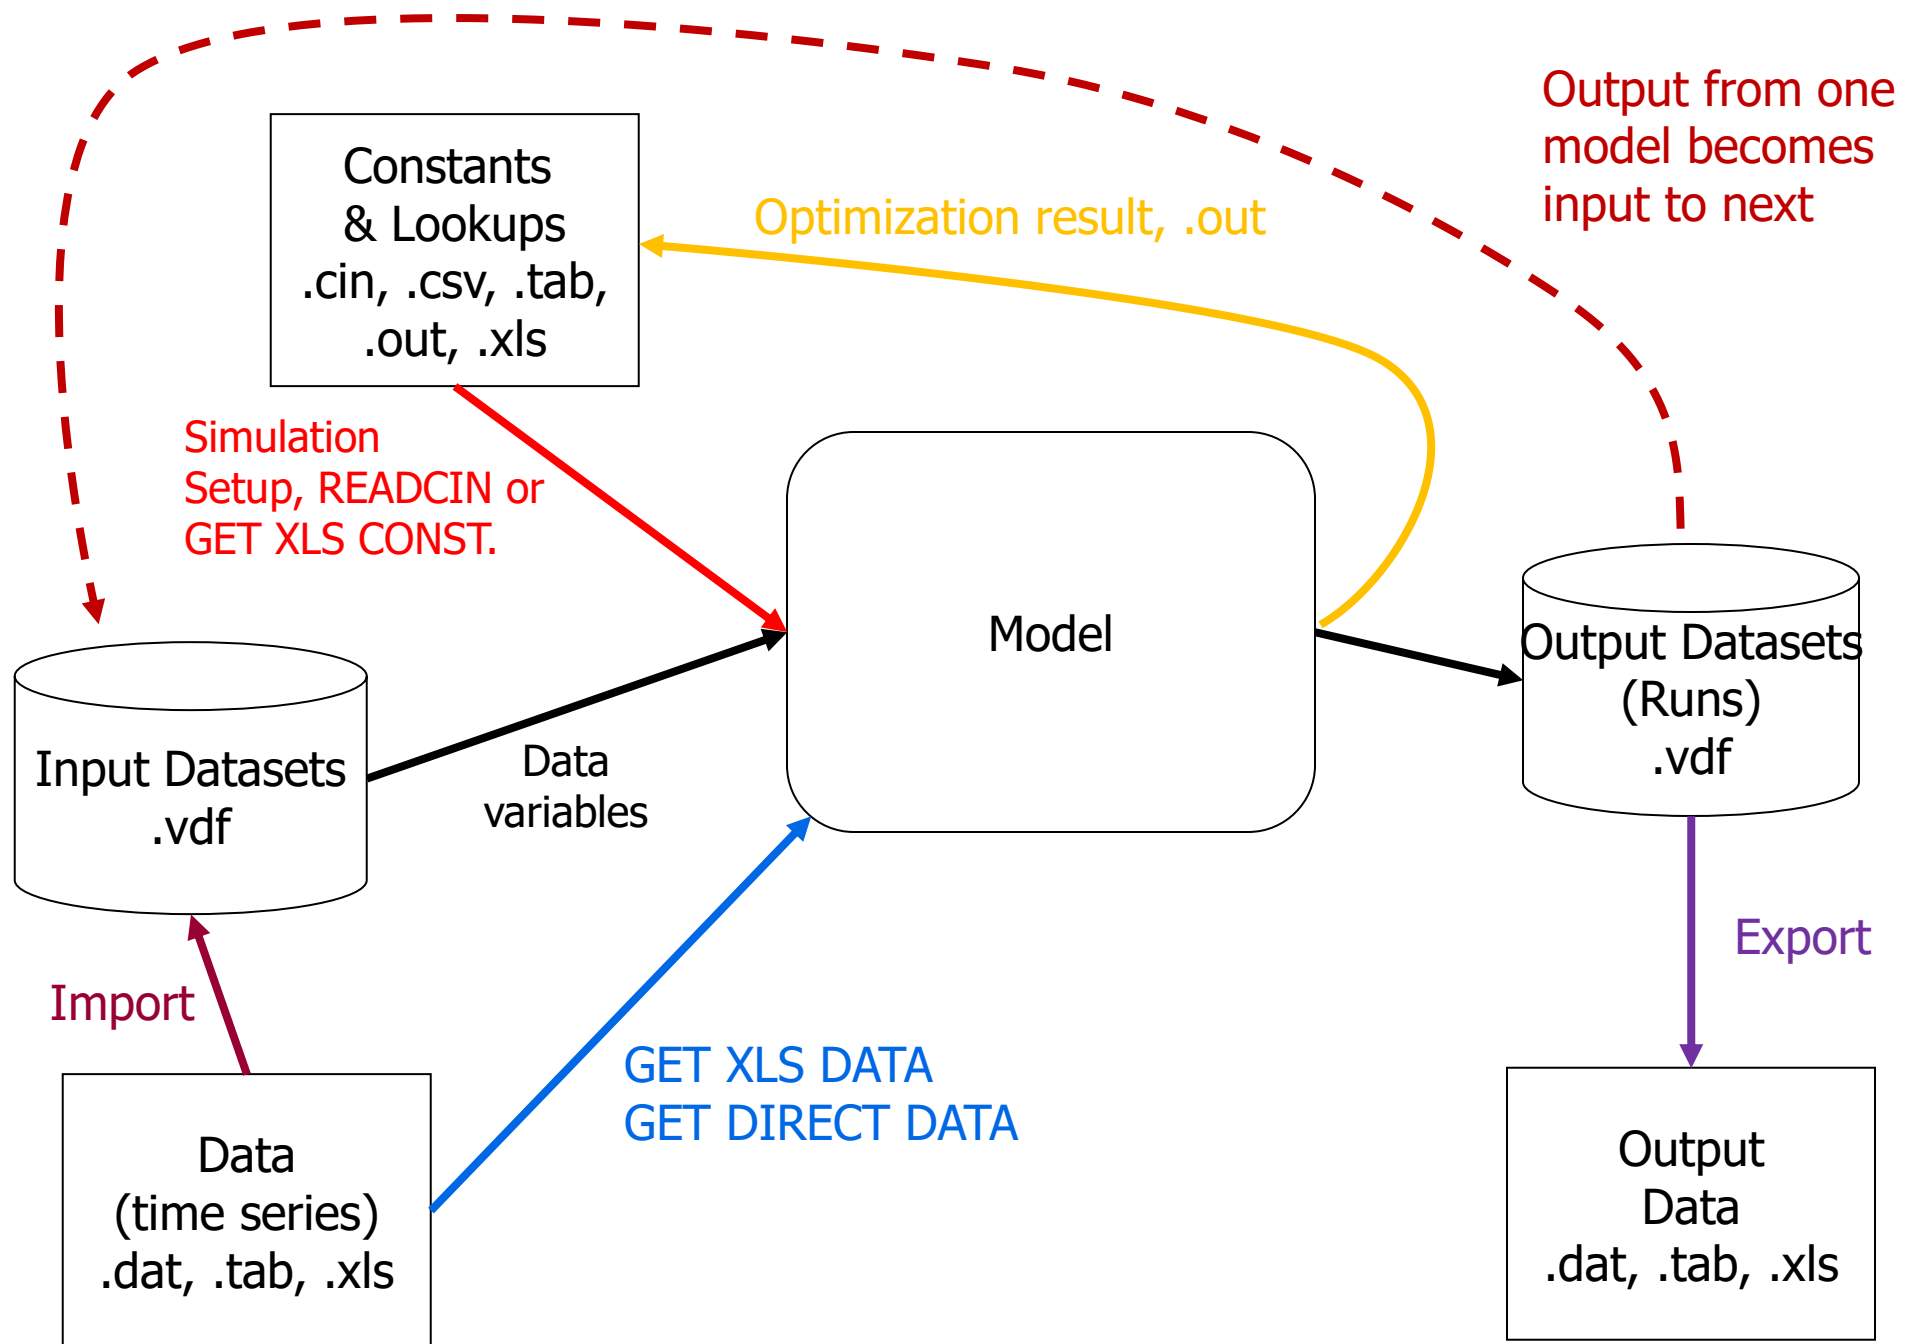 Output from one
model becomes
input to next
Constants
& Lookups
.cin, .csv, .tab,
.out, .xls
Optimization result, .out
Simulation
Setup, READCIN or
GET XLS CONST.
Model
Output Datasets
(Runs)
.vdf
Input Datasets
.vdf
Data
variables
Export
Import
GET XLS DATA
GET DIRECT DATA
Data
(time series)
.dat, .tab, .xls
Output
Data
.dat, .tab, .xls